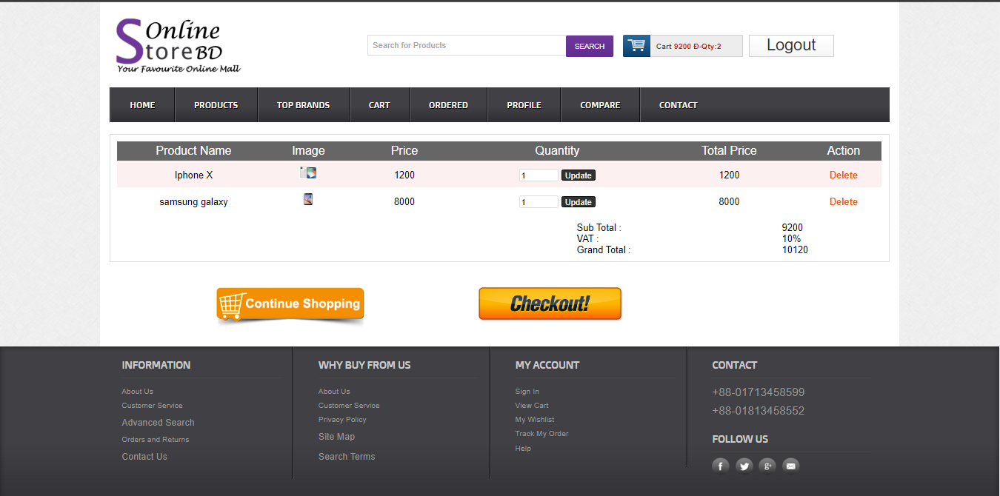 S Online
tore BD
Your Favourite Online Mall
Search for Products
SEARCH
Cart 9200 Đ-Qty:2
Logout
HOME PRODUCTS TOP BRANDS CART ORDERED PROFILE COMPARE CONTACT
Product Name Image Price Quantity Total Price Action
Iphone X 1200 1 Update 1200 Delete
samsung galaxy 8000 1 Update 8000 Delete
Sub Total : 9200
VAT : 10%
Grand Total : 10120
Continue Shopping
Checkout!
INFORMATION
About Us
Customer Service
Advanced Search
Orders and Returns
Contact Us
WHY BUY FROM US
About Us
Customer Service
Privacy Policy
Site Map
Search Terms
MY ACCOUNT
Sign In
View Cart
My Wishlist
Track My Order
Help
CONTACT
+88-01713458599
+88-01813458552
FOLLOW US